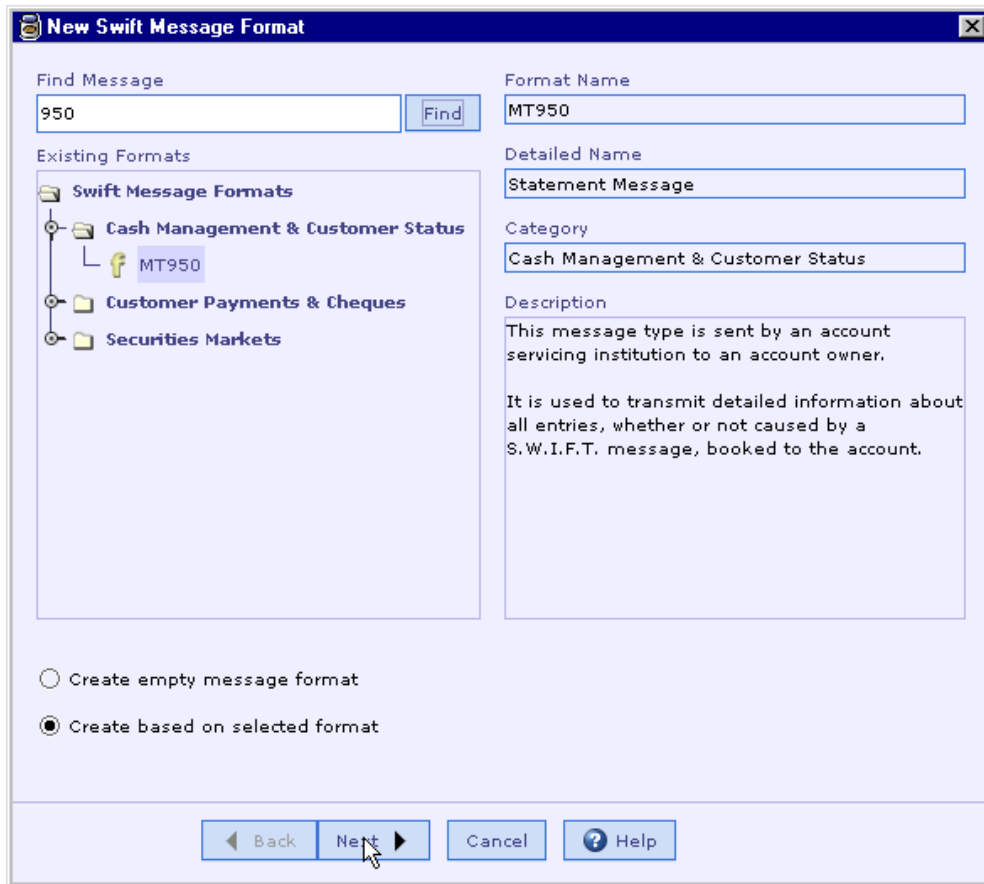 New Swift Message Format
Find Message
950
Find
Existing Formats
Swift Message Formats
Cash Management & Customer Status
MT950
Customer Payments & Cheques
Securities Markets
Format Name
MT950
Detailed Name
Statement Message
Category
Cash Management & Customer Status
Description
This message type is sent by an account
servicing institution to an account owner.
It is used to transmit detailed information about
all entries, whether or not caused by a
S.W.I.F.T. message, booked to the account.
Create empty message format
Create based on selected format
Back
Next
Cancel
Help